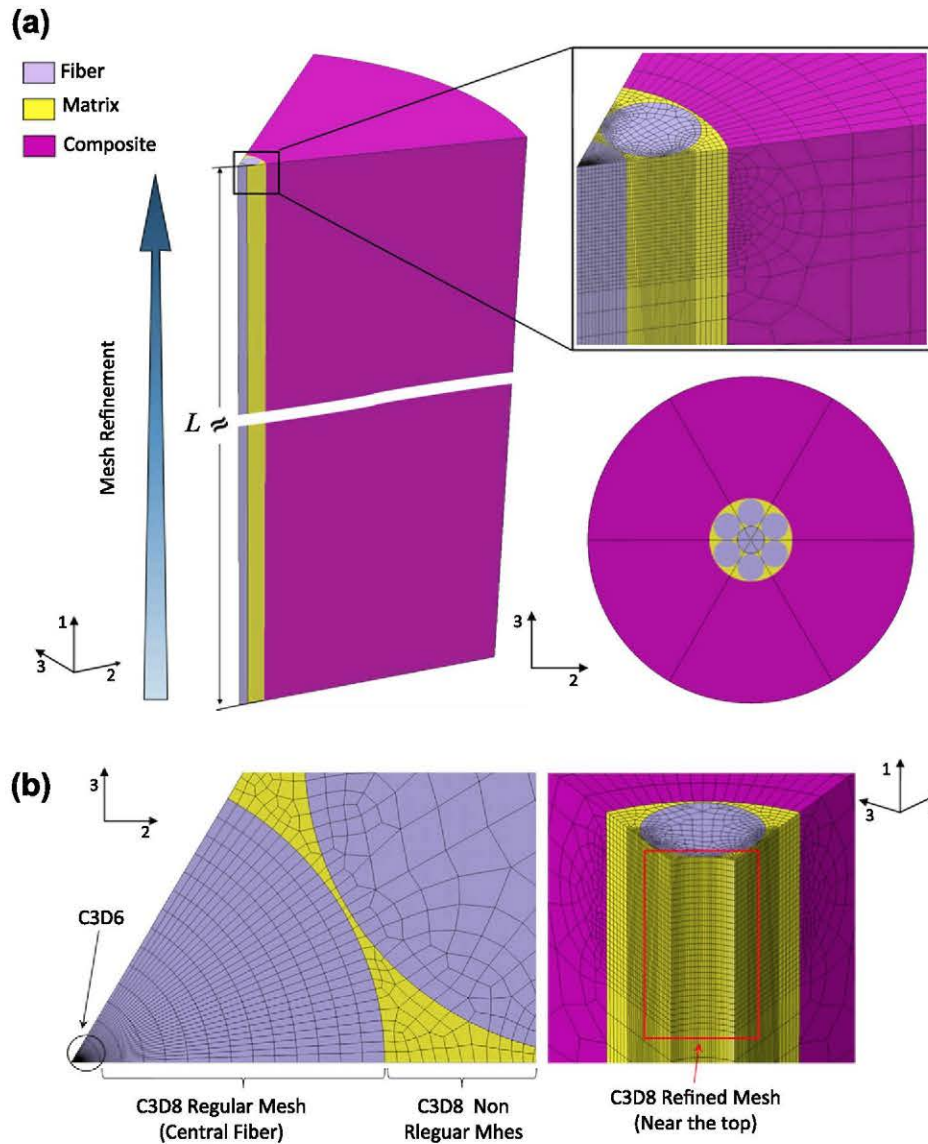 (a)
Fiber
Matrix
Composite
Mesh Refinement
L ≈
1
3
2
3
2
(b)
3
2
1
3
C3D6
C3D8 Regular Mesh
(Central Fiber)
C3D8 Non
Rleguar Mhes
C3D8 Refined Mesh
(Near the top)